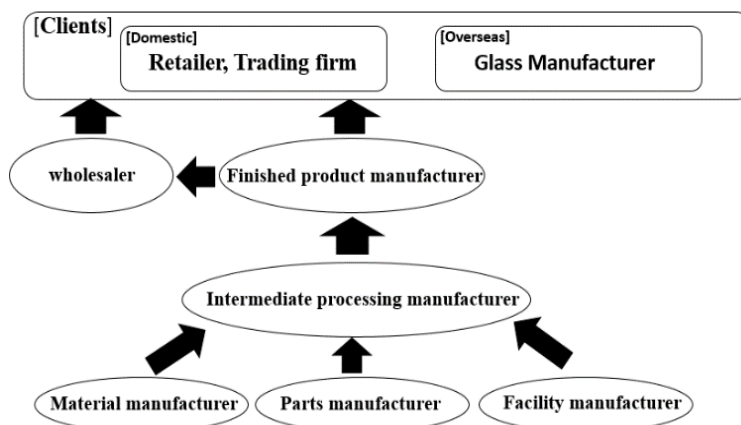 [Clients]
[Domestic]
Retailer, Trading firm
[Overseas]
Glass Manufacturer
wholesaler
Finished product manufacturer
Intermediate processing manufacturer
Material manufacturer
Parts manufacturer
Facility manufacturer